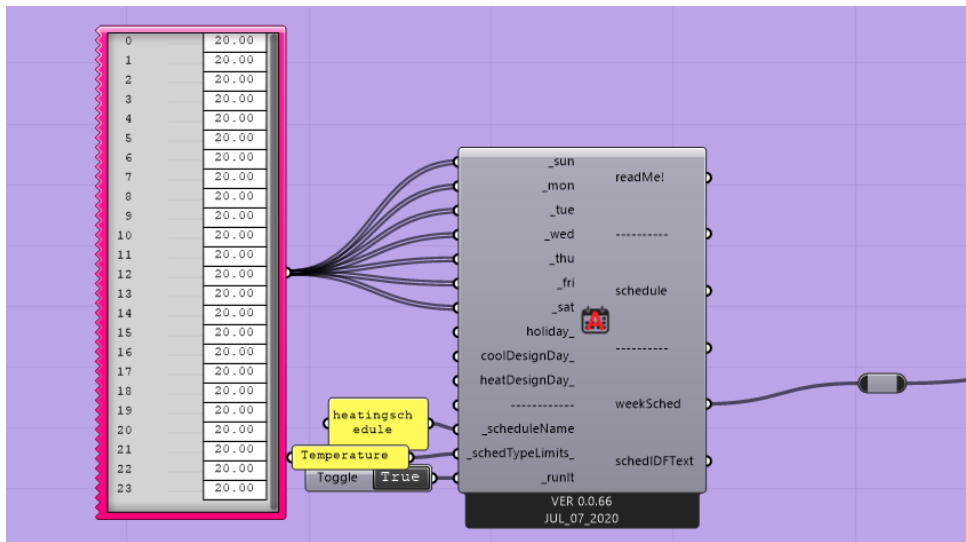 0 20.00
1 20.00
2 20.00
3 20.00
4 20.00
5 20.00
6 20.00
7 20.00
8 20.00
9 20.00
10 20.00
11 20.00
12 20.00
13 20.00
14 20.00
15 20.00
16 20.00
17 20.00
18 20.00
19 20.00
20 20.00
21 20.00
22 20.00
23 20.00
heatingsch
edule
Temperature
Toggle True
_sun
_mon
_tue
_wed
_thu
_fri
_sat
holiday_
coolDesignDay_
heatDesignDay_
------------
_scheduleName
_schedTypeLimits_
_runIt
A
readMe!
----------
schedule
----------
weekSched
schedIDFText
VER 0.0.66
JUL_07_2020